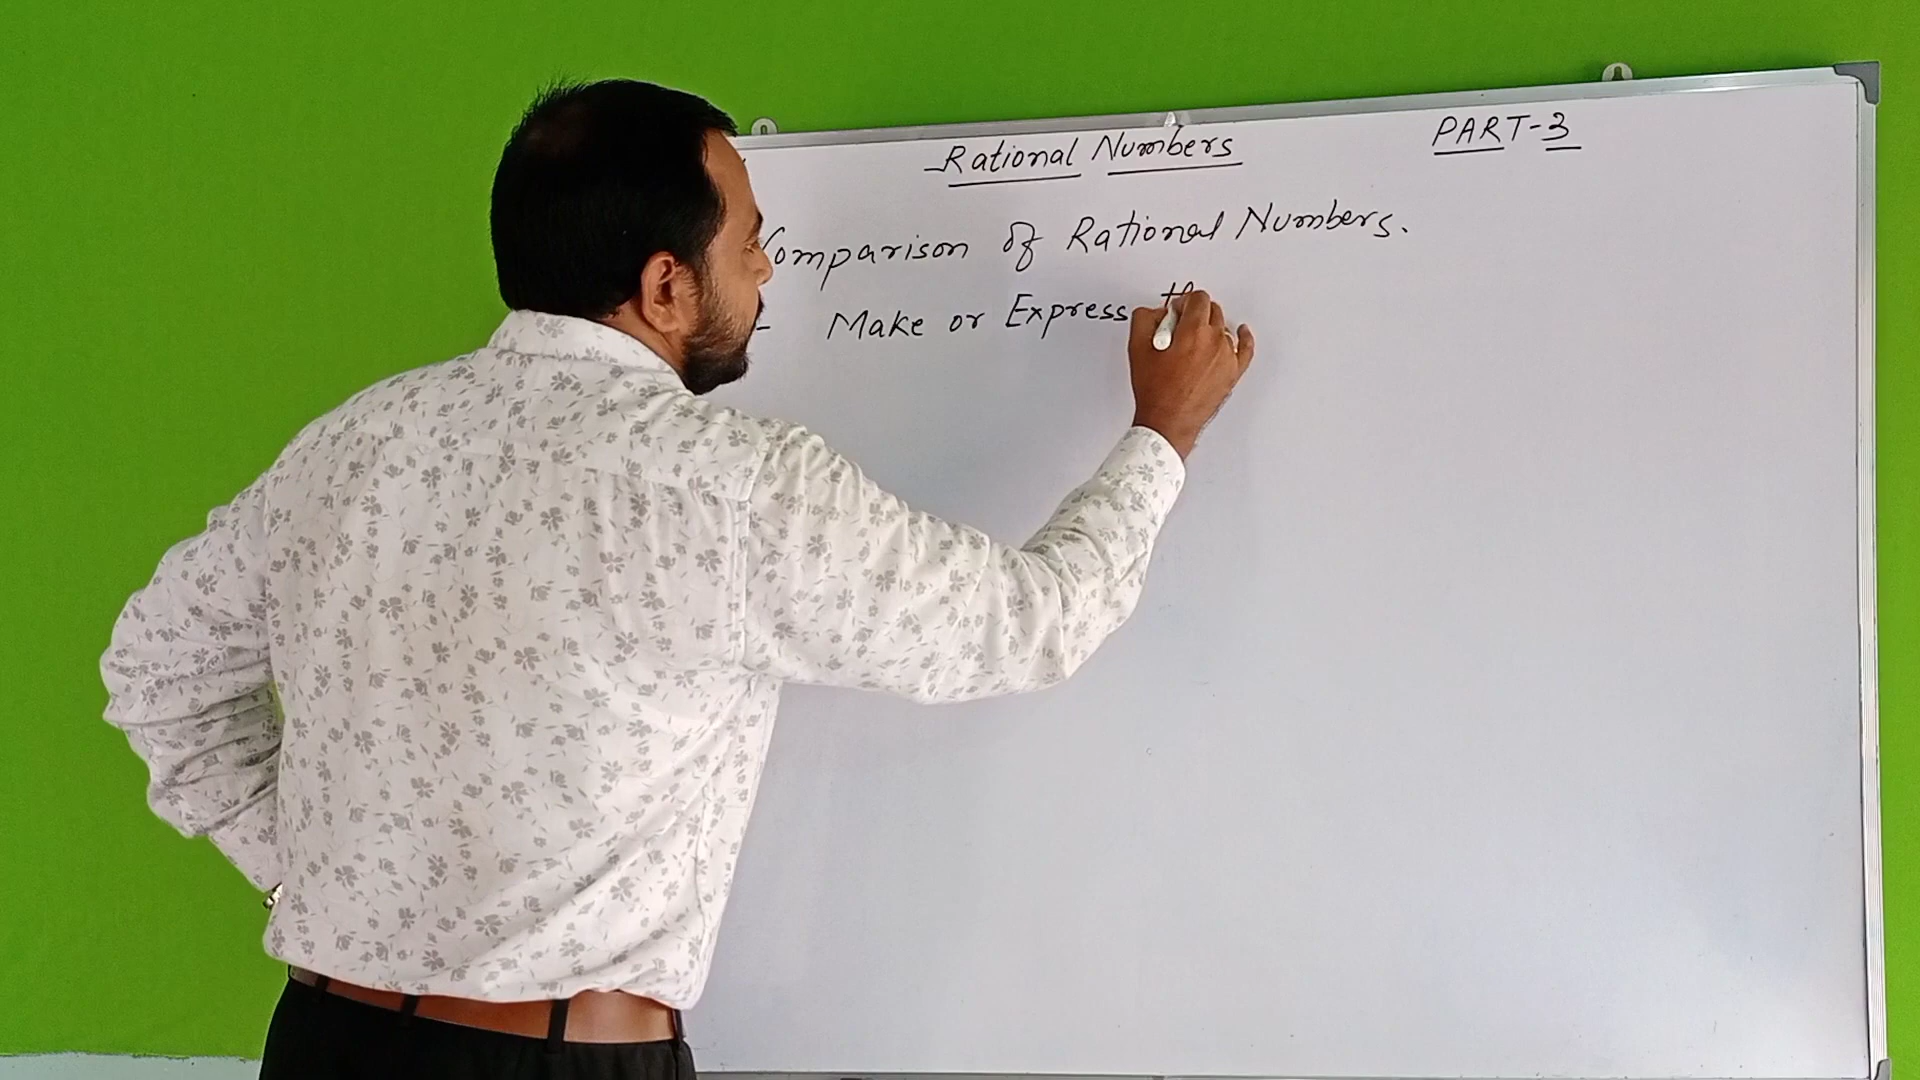 Rational Numbers PART-3
Comparison of Rational Numbers.
- Make or Express